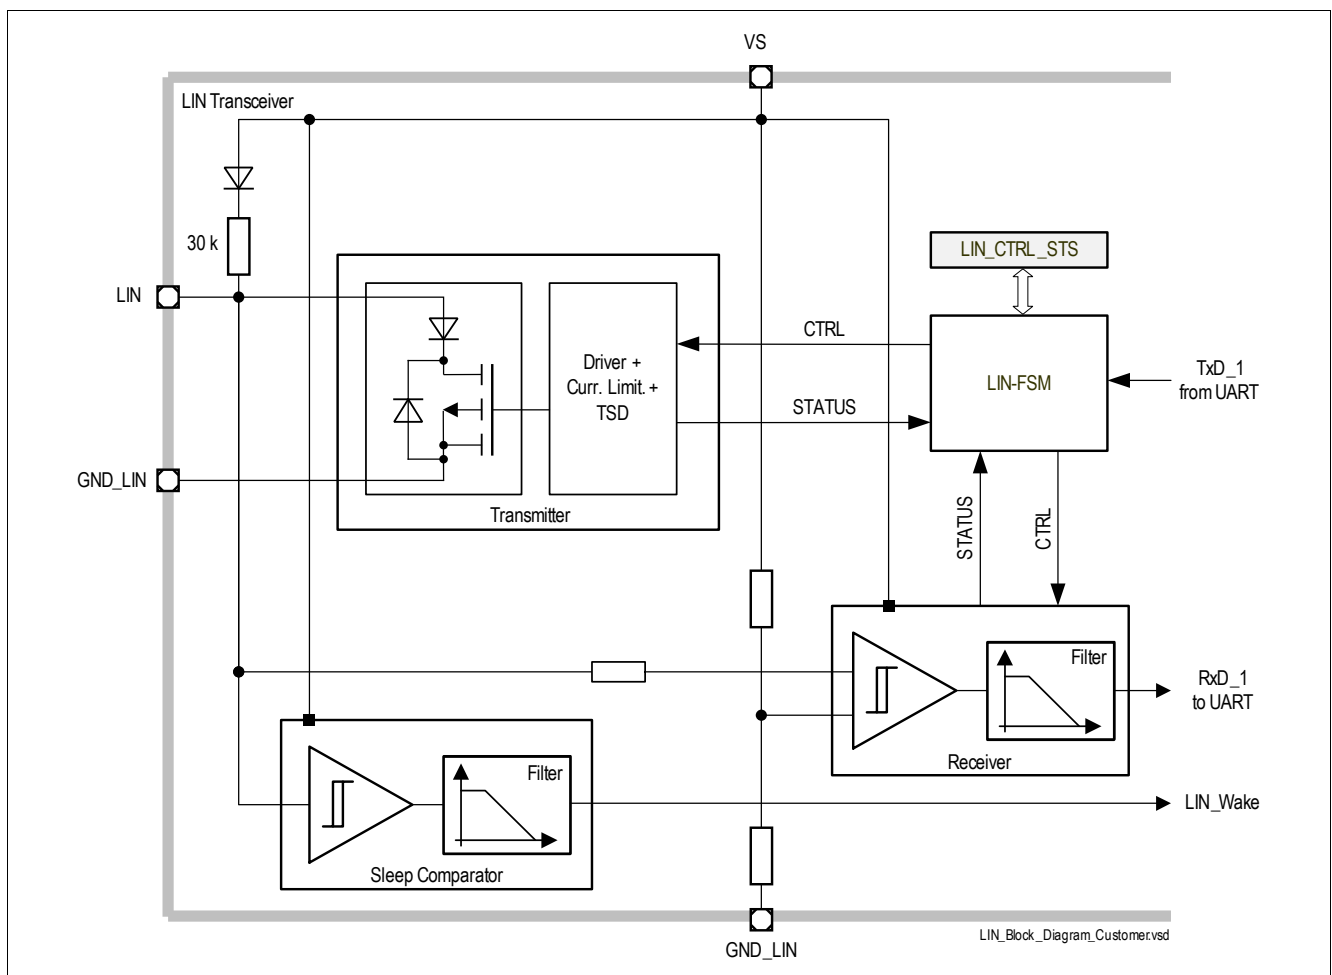 VS
LIN Transceiver
30 k
LIN
GND_LIN
Driver +
Curr. Limit. +
TSD
Transmitter
CTRL
STATUS
LIN_CTRL_STS
LIN-FSM
TxD_1
from UART
STATUS
CTRL
Filter
Receiver
RxD_1
to UART
Filter
Sleep Comparator
LIN_Wake
GND_LIN
LIN_Block_Diagram_Customer.vsd